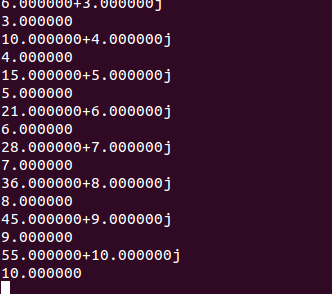 6.000000+3.000000j
3.000000
10.000000+4.000000j
4.000000
15.000000+5.000000j
5.000000
21.000000+6.000000j
6.000000
28.000000+7.000000j
7.000000
36.000000+8.000000j
8.000000
45.000000+9.000000j
9.000000
55.000000+10.000000j
10.000000